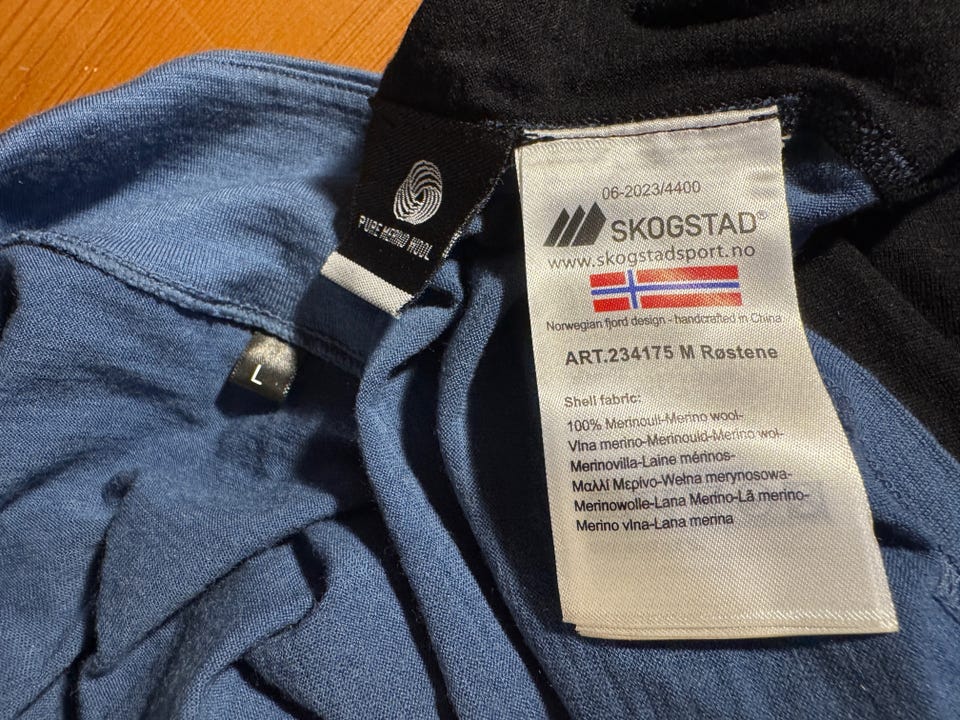 PURE MERINO WOOL
L
06-2023/4400
SKOGSTAD®
www.skogstadsport.no
Norwegian fjord design - handcrafted in China
ART.234175 M Røstene
Shell fabric:
100% Merinoull-Merino wool-
Vlna merino-Merinould-Merino wol-
Merinovilla-Laine mérinos-
Μαλλί Μερίνο-Wełna merynosowa-
Merinowolle-Lana Merino-Lã merino-
Merino vlna-Lana merina